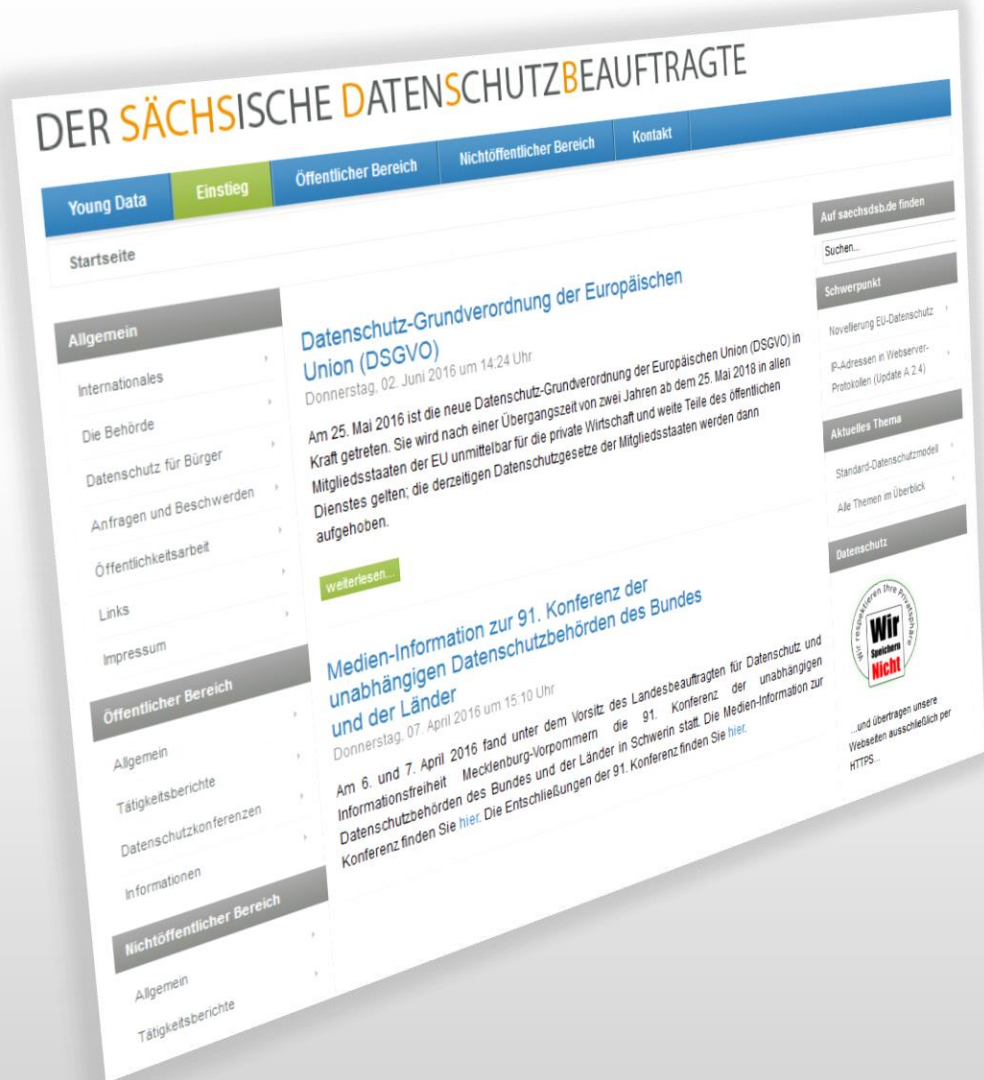 DER SÄCHSISCHE DATENSCHUTZBEAUFTRAGTE
Young Data
Einstieg
Öffentlicher Bereich
Nichtöffentlicher Bereich
Kontakt
Startseite
Allgemein
Internationales
Die Behörde
Datenschutz für Bürger
Anfragen und Beschwerden
Öffentlichkeitsarbeit
Links
Impressum
Öffentlicher Bereich
Allgemein
Tätigkeitsberichte
Datenschutzkonferenzen
Informationen
Nichtöffentlicher Bereich
Allgemein
Tätigkeitsberichte
Datenschutz-Grundverordnung der Europäischen
Union (DSGVO)
Donnerstag, 02. Juni 2016 um 14:24 Uhr
Am 25. Mai 2016 ist die neue Datenschutz-Grundverordnung der Europäischen Union (DSGVO) in
Kraft getreten. Sie wird nach einer Übergangszeit von zwei Jahren ab dem 25. Mai 2018 in allen
Mitgliedsstaaten der EU unmittelbar für die private Wirtschaft und weite Teile des öffentlichen
Dienstes gelten; die derzeitigen Datenschutzgesetze der Mitgliedsstaaten werden dann
aufgehoben.
weiterlesen...
Medien-Information zur 91. Konferenz der
unabhängigen Datenschutzbehörden des Bundes
und der Länder
Donnerstag, 07. April 2016 um 15:10 Uhr
Am 6. und 7. April 2016 fand unter dem Vorsitz des Landesbeauftragten für Datenschutz und
Informationsfreiheit Mecklenburg-Vorpommern die 91. Konferenz der unabhängigen
Datenschutzbehörden des Bundes und der Länder in Schwerin statt. Die Medien-Information zur
Konferenz finden Sie hier. Die Entschließungen der 91. Konferenz finden Sie hier.
Auf saechsdsb.de finden
Suchen...
Schwerpunkt
Novellierung EU-Datenschutz
IP-Adressen in Webserver-
Protokollen (Update A 2.4)
Aktuelles Thema
Standard-Datenschutzmodell
Alle Themen im Überblick
Datenschutz
Wir respektieren Ihre Privatsphäre
Wir
Speichern
Nicht
...und übertragen unsere
Webseiten ausschließlich per
HTTPS...